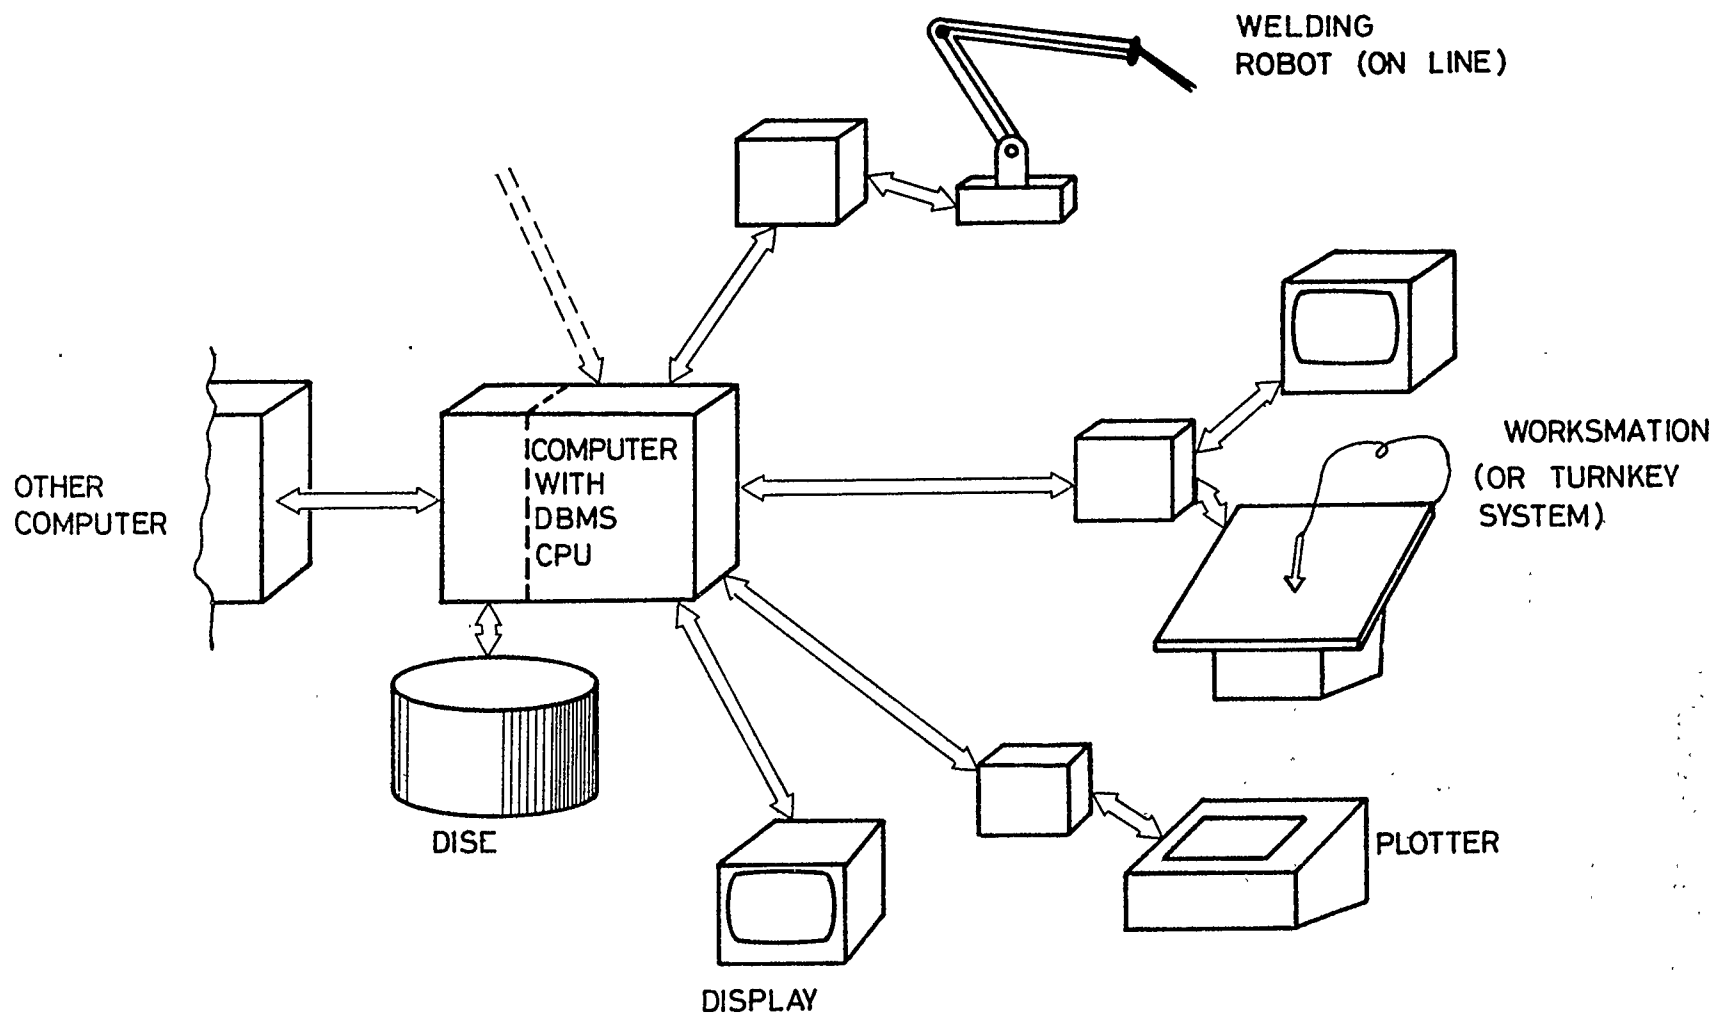 WELDING
ROBOT (ON LINE)
WORKSMATION
(OR TURNKEY
SYSTEM)
OTHER
COMPUTER
COMPUTER
WITH
DBMS
CPU
DISE
PLOTTER
DISPLAY